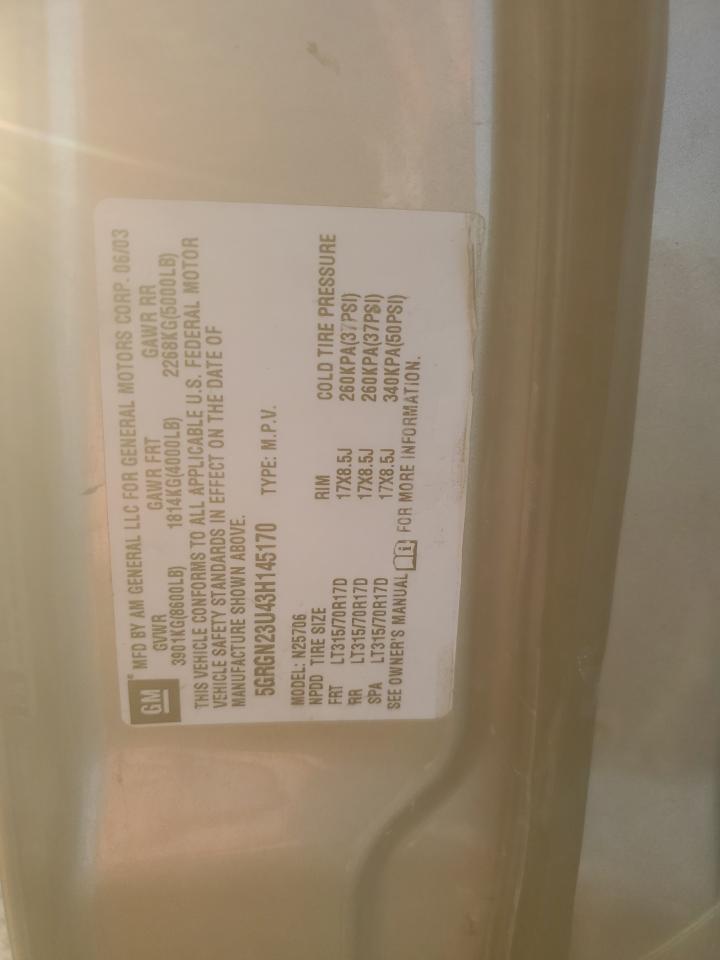 GM
MFD BY AM GENERAL LLC FOR GENERAL MOTORS CORP. 06/03
GVWR GAWR FRT GAWR RR
3901KG(8600LB) 1814KG(4000LB) 2268KG(5000LB)
THIS VEHICLE CONFORMS TO ALL APPLICABLE U.S. FEDERAL MOTOR
VEHICLE SAFETY STANDARDS IN EFFECT ON THE DATE OF
MANUFACTURE SHOWN ABOVE.
5GRGN23U43H145170 TYPE: M.P.V.
MODEL: N25706
NPDD TIRE SIZE RIM COLD TIRE PRESSURE
FRT LT315/70R17D 17X8.5J 260KPA(37PSI)
RR LT315/70R17D 17X8.5J 260KPA(37PSI)
SPA LT315/70R17D 17X8.5J 340KPA(50PSI)
SEE OWNER'S MANUAL i FOR MORE INFORMATION.